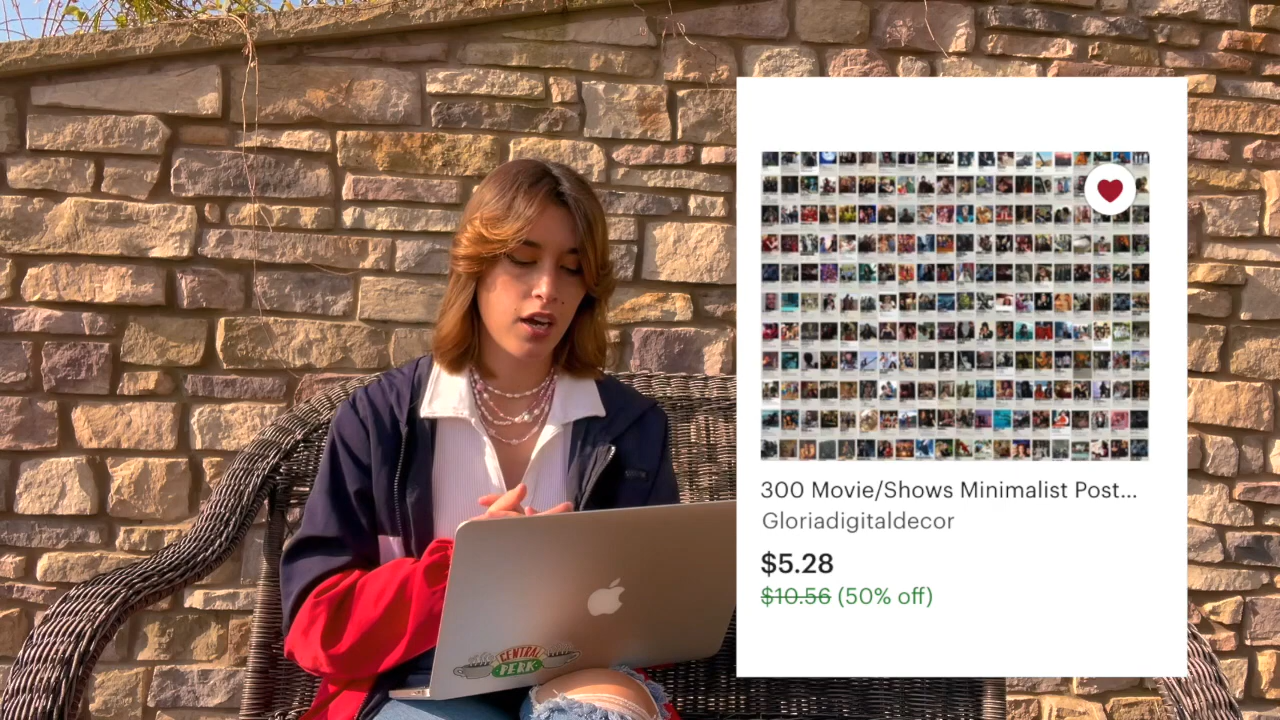 CENTRAL
PERK
300 Movie/Shows Minimalist Post...
Gloriadigitaldecor
$5.28
$10.56 (50% off)